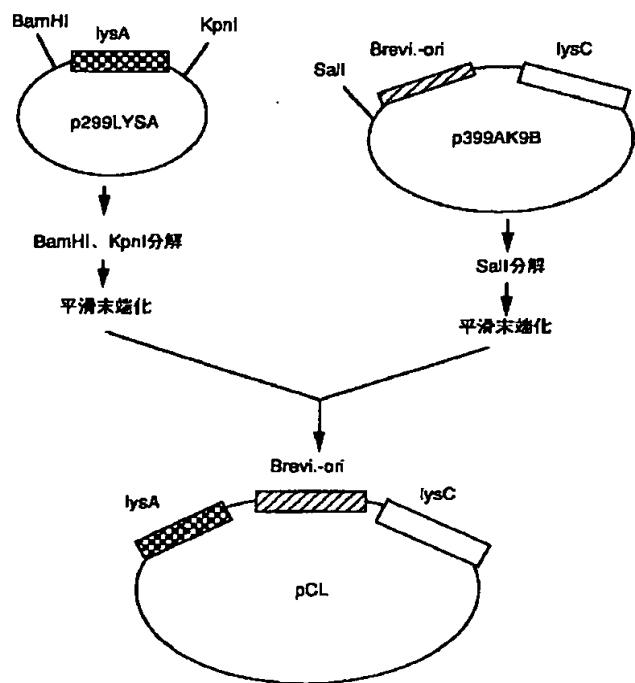 BamHI
lysA
KpnI
p299LYSA
BamHI、KpnI分解
平滑末端化
SalI
Brevi.-ori
lysC
p399AK9B
SalI分解
平滑末端化
Brevi.-ori
lysA
lysC
pCL